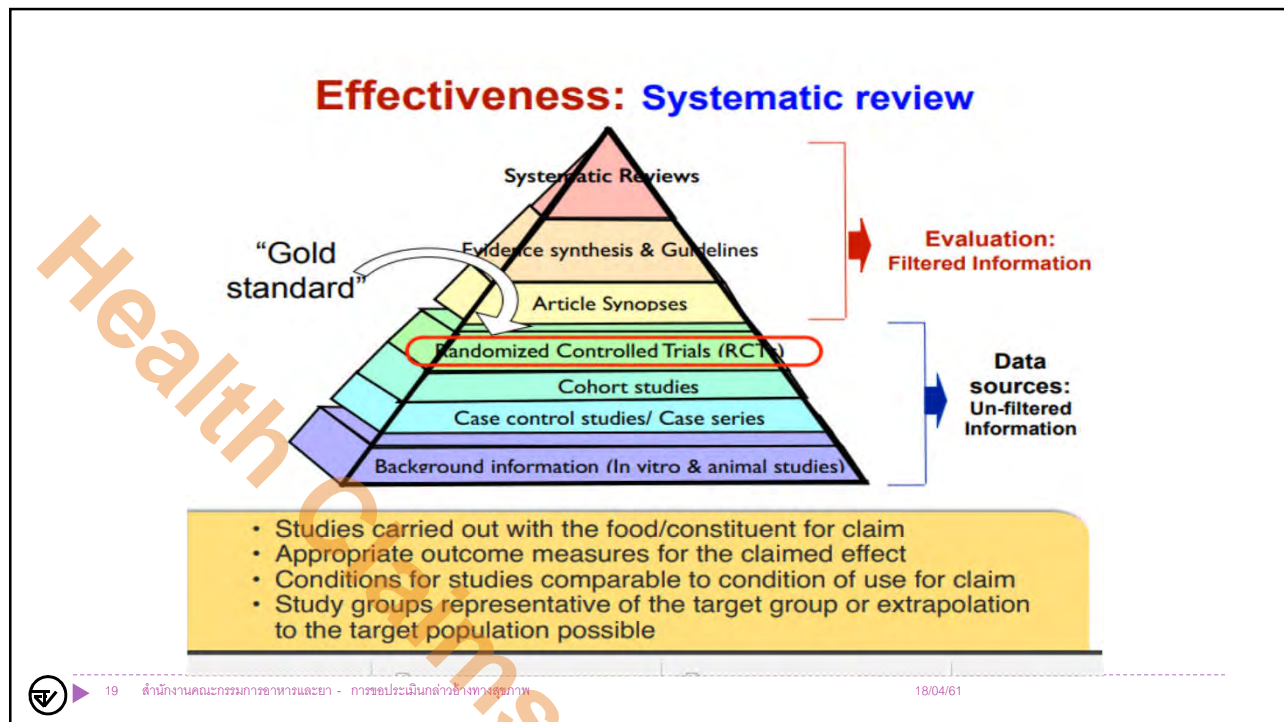 Effectiveness: Systematic review
Systematic Reviews
Evidence synthesis & Guidelines
Article Synopses
Randomized Controlled Trials (RCTs)
Cohort studies
Case control studies/ Case series
Background information (In vitro & animal studies)
“Gold
standard”
Evaluation:
Filtered Information
Data
sources:
Un-filtered
Information
• Studies carried out with the food/constituent for claim
• Appropriate outcome measures for the claimed effect
• Conditions for studies comparable to condition of use for claim
• Study groups representative of the target group or extrapolation
to the target population possible
Health Claims
19 สำนักงานคณะกรรมการอาหารและยา - การขอประเมินกล่าวอ้างทางสุขภาพ 18/04/61